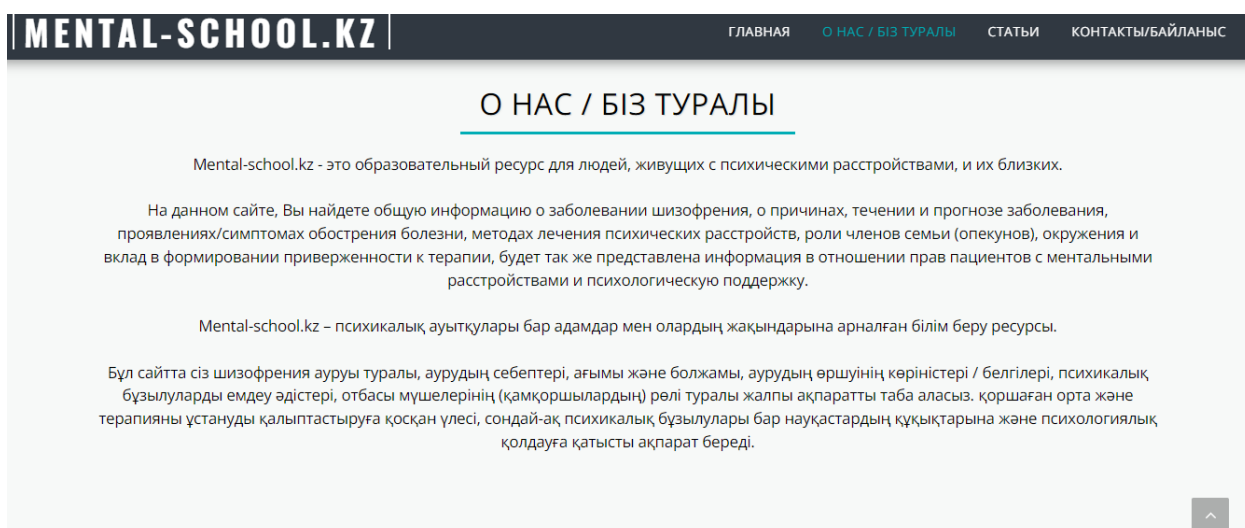 MENTAL-SCHOOL.KZ
ГЛАВНАЯ О НАС / БІЗ ТУРАЛЫ СТАТЬИ КОНТАКТЫ/БАЙЛАНЫС
О НАС / БІЗ ТУРАЛЫ
Mental-school.kz - это образовательный ресурс для людей, живущих с психическими расстройствами, и их близких.
На данном сайте, Вы найдете общую информацию о заболевании шизофрения, о причинах, течении и прогнозе заболевания,
проявлениях/симптомах обострения болезни, методах лечения психических расстройств, роли членов семьи (опекунов), окружения и
вклад в формировании приверженности к терапии, будет так же представлена информация в отношении прав пациентов с ментальными
расстройствами и психологическую поддержку.
Mental-school.kz – психикалық ауытқулары бар адамдар мен олардың жақындарына арналған білім беру ресурсы.
Бұл сайтта сіз шизофрения ауруы туралы, аурудың себептері, ағымы және болжамы, аурудың өршуінің көріністері / белгілері, психикалық
бұзылуларды емдеу әдістері, отбасы мүшелерінің (қамқоршылардың) рөлі туралы жалпы ақпаратты таба аласыз. қоршаған орта және
терапияны ұстануды қалыптастыруға қосқан үлесі, сондай-ақ психикалық бұзылулары бар науқастардың құқықтарына және психологиялық
қолдауға қатысты ақпарат береді.